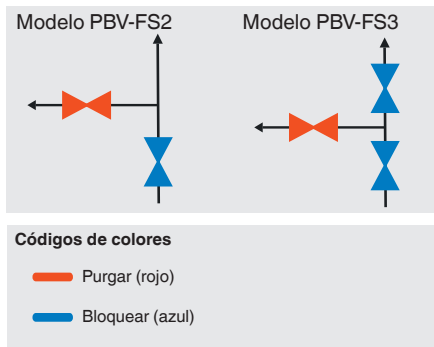 Modelo PBV-FS2
Modelo PBV-FS3
Códigos de colores
Purgar (rojo)
Bloquear (azul)